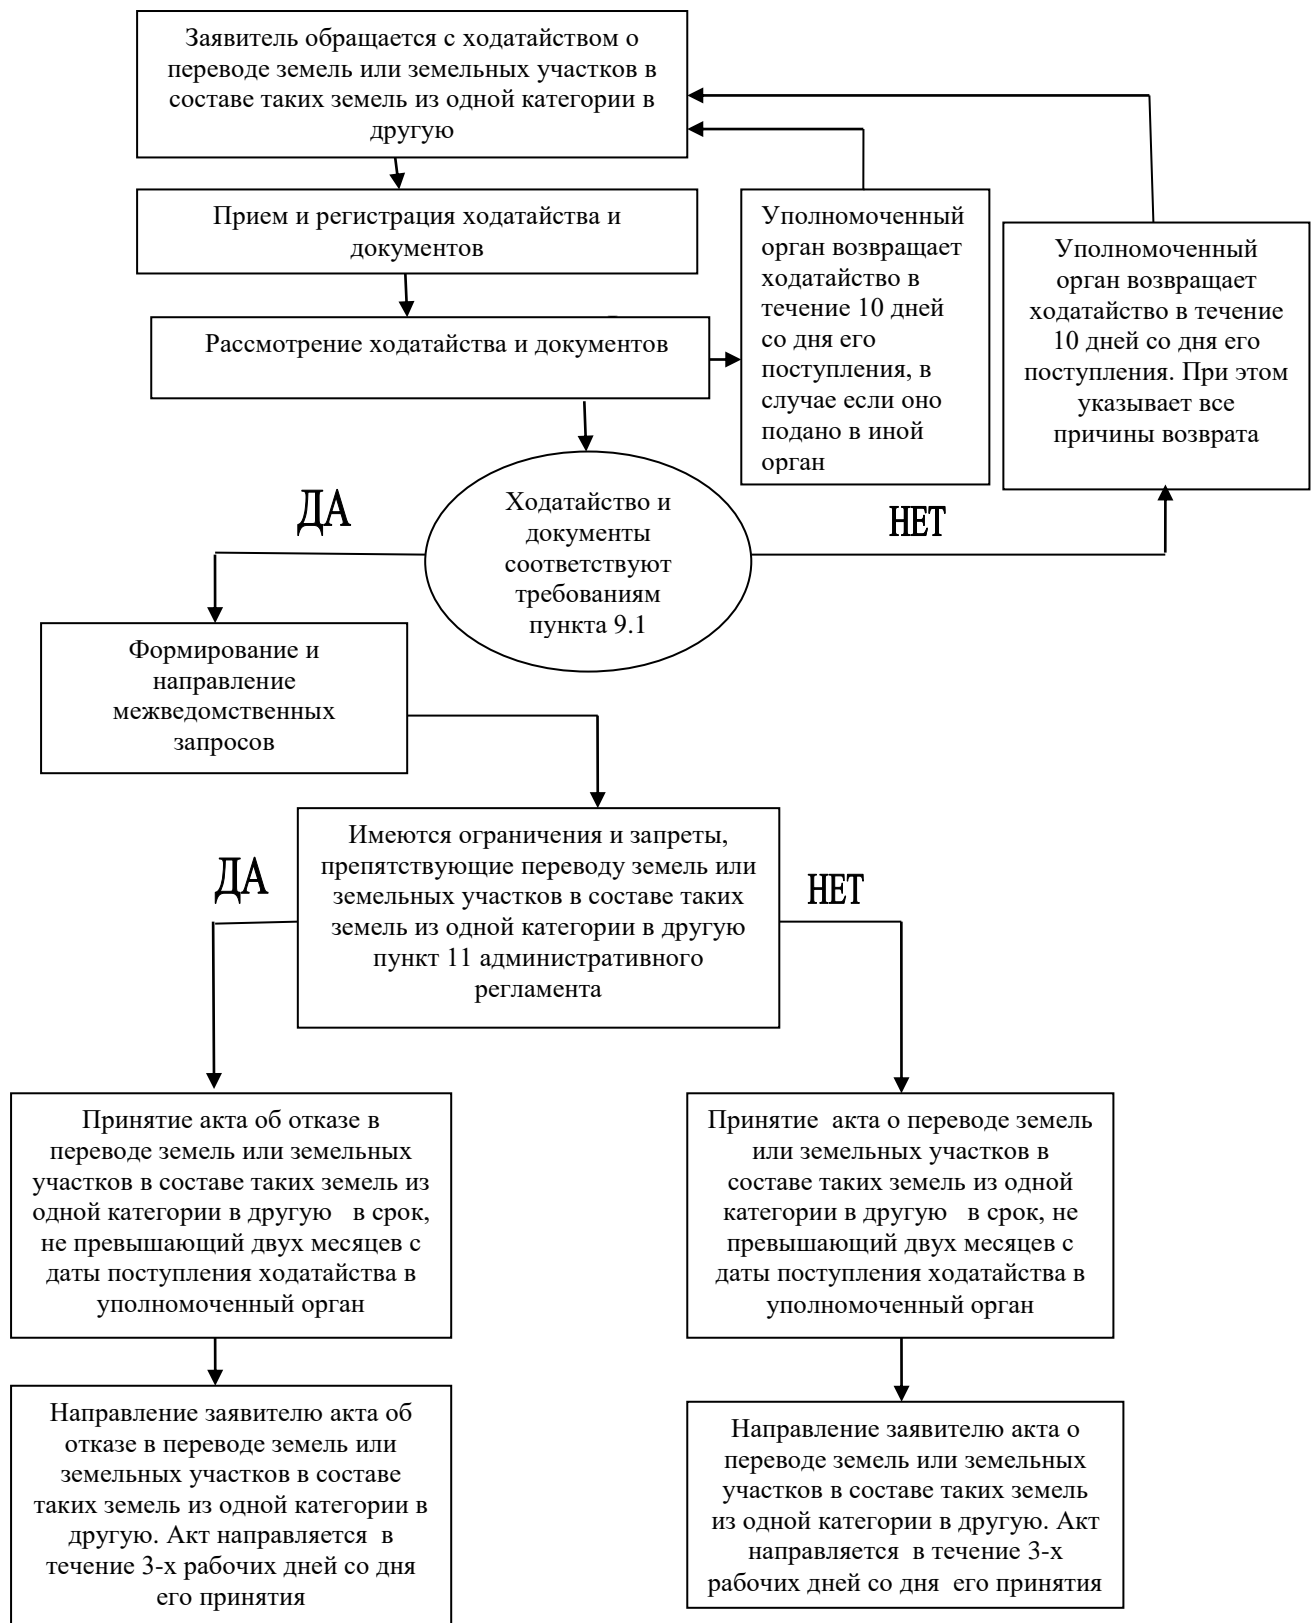 Заявитель обращается с ходатайством о
переводе земель или земельных участков в
составе таких земель из одной категории в
другую
Прием и регистрация ходатайства и
документов
Рассмотрение ходатайства и документов
Уполномоченный
орган возвращает
ходатайство в
течение 10 дней
со дня его
поступления, в
случае если оно
подано в иной
орган
Уполномоченный
орган возвращает
ходатайство в течение
10 дней со дня его
поступления. При этом
указывает все
причины возврата
ДА
Ходатайство и
документы
соответствуют
требованиям
пункта 9.1
НЕТ
Формирование и
направление
межведомственных
запросов
ДА
Имеются ограничения и запреты,
препятствующие переводу земель или
земельных участков в составе таких
земель из одной категории в другую
пункт 11 административного
регламента
НЕТ
Принятие акта об отказе в
переводе земель или земельных
участков в составе таких земель из
одной категории в другую в срок,
не превышающий двух месяцев с
даты поступления ходатайства в
уполномоченный орган
Принятие акта о переводе земель
или земельных участков в
составе таких земель из одной
категории в другую в срок, не
превышающий двух месяцев с
даты поступления ходатайства в
уполномоченный орган
Направление заявителю акта об
отказе в переводе земель или
земельных участков в составе
таких земель из одной категории в
другую. Акт направляется в
течение 3-х рабочих дней со дня
его принятия
Направление заявителю акта о
переводе земель или земельных
участков в составе таких земель
из одной категории в другую. Акт
направляется в течение 3-х
рабочих дней со дня его принятия